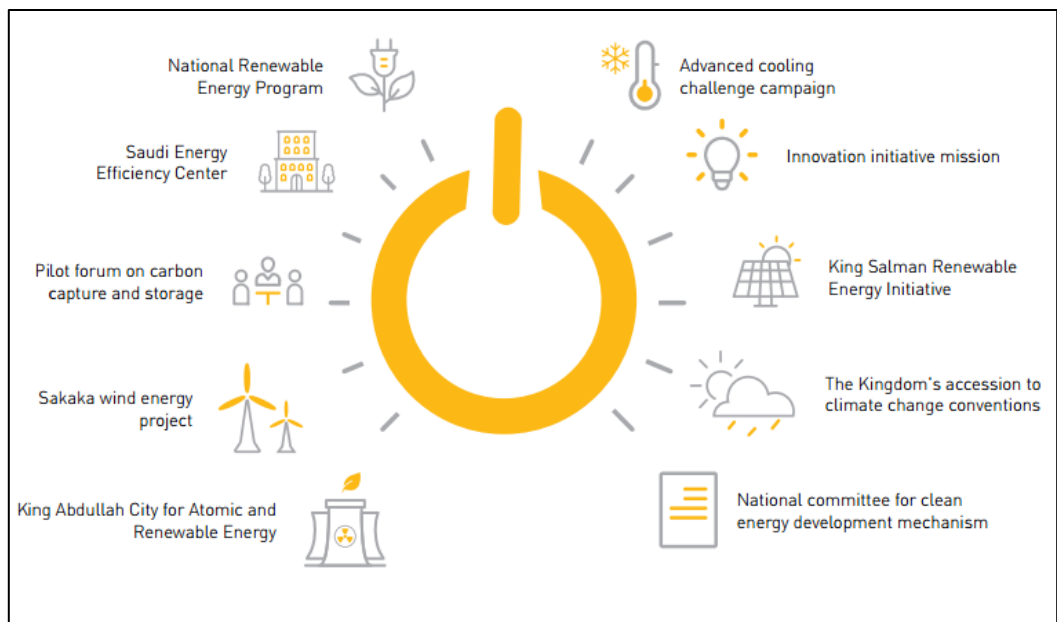 National Renewable
Energy Program
Saudi Energy
Efficiency Center
Pilot forum on carbon
capture and storage
Sakaka wind energy
project
King Abdullah City for Atomic and
Renewable Energy
Advanced cooling
challenge campaign
Innovation initiative mission
King Salman Renewable
Energy Initiative
The Kingdom's accession to
climate change conventions
National committee for clean
energy development mechanism